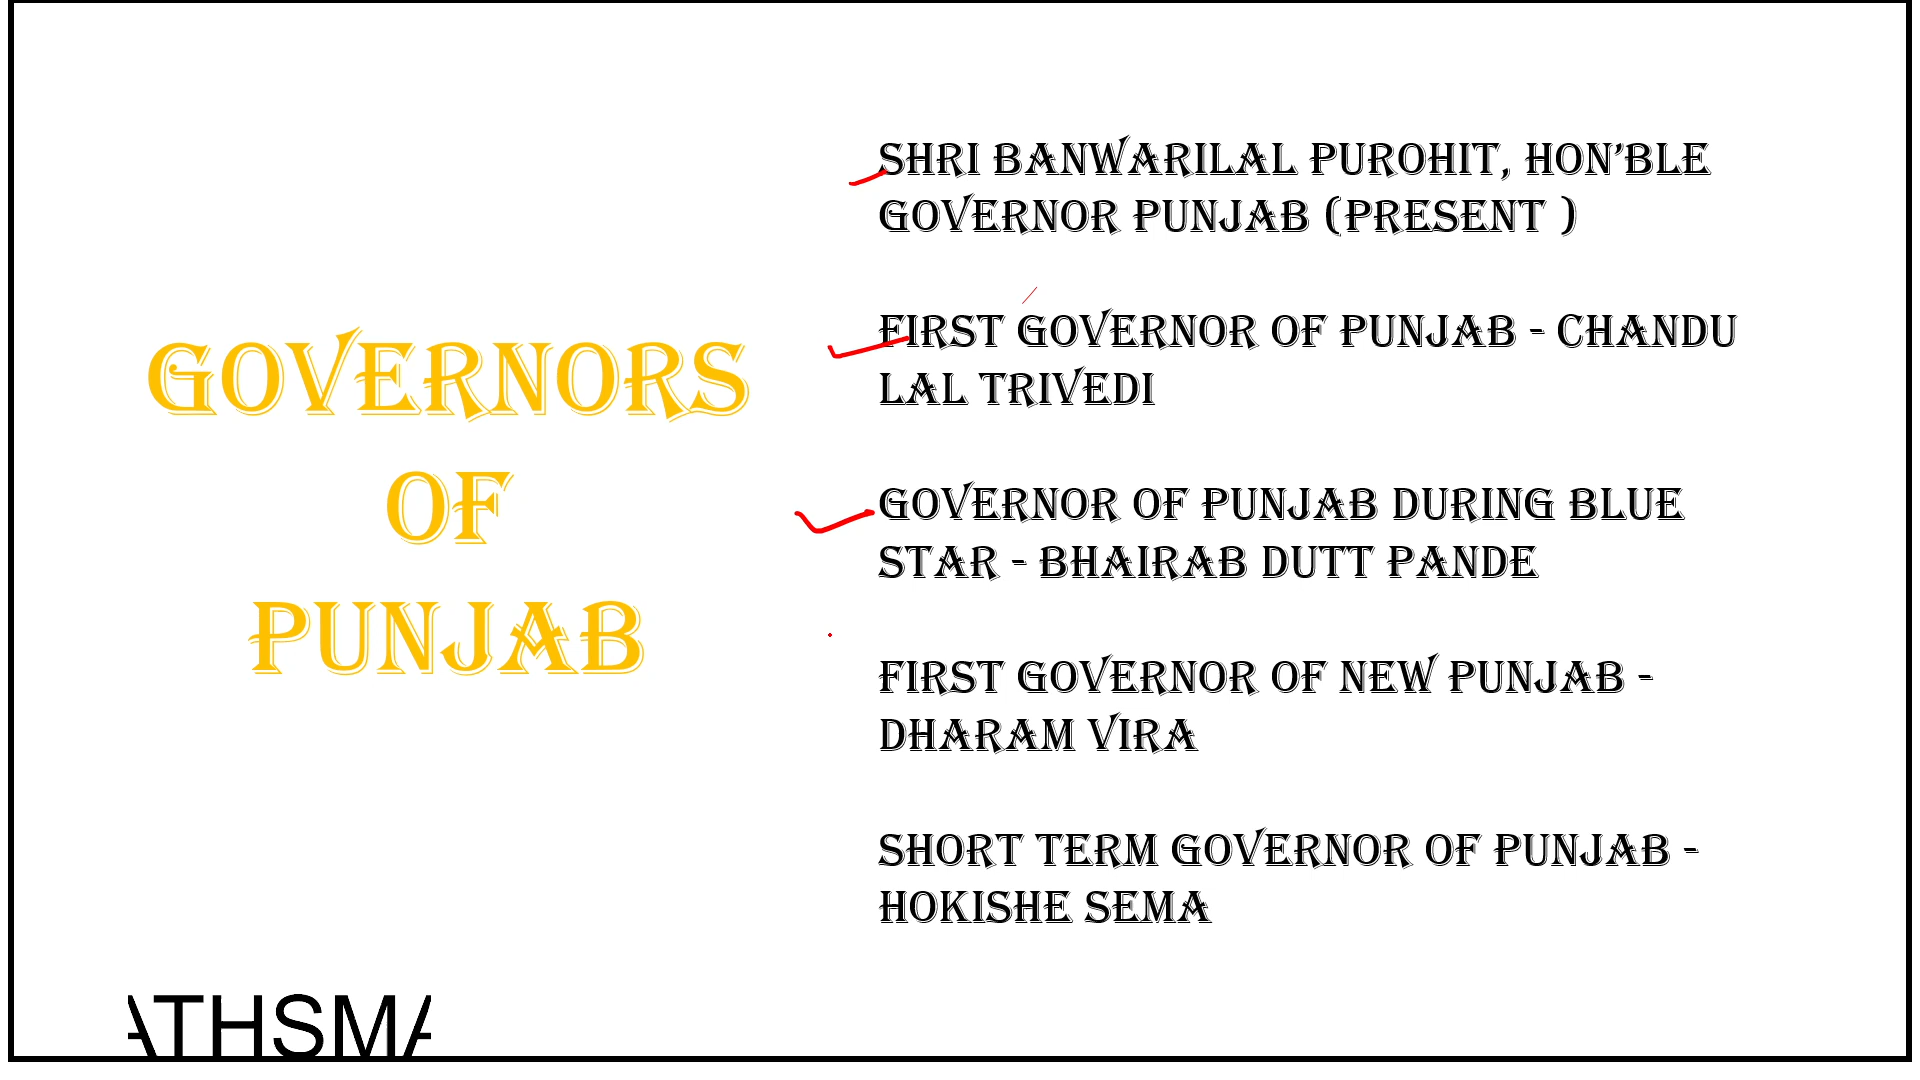 GOVERNORS
OF
PUNJAB
SHRI BANWARILAL PUROHIT, HON'BLE
GOVERNOR PUNJAB (PRESENT )
FIRST GOVERNOR OF PUNJAB - CHANDU
LAL TRIVEDI
GOVERNOR OF PUNJAB DURING BLUE
STAR - BHAIRAB DUTT PANDE
FIRST GOVERNOR OF NEW PUNJAB -
DHARAM VIRA
SHORT TERM GOVERNOR OF PUNJAB -
HOKISHE SEMA
ATHSMA